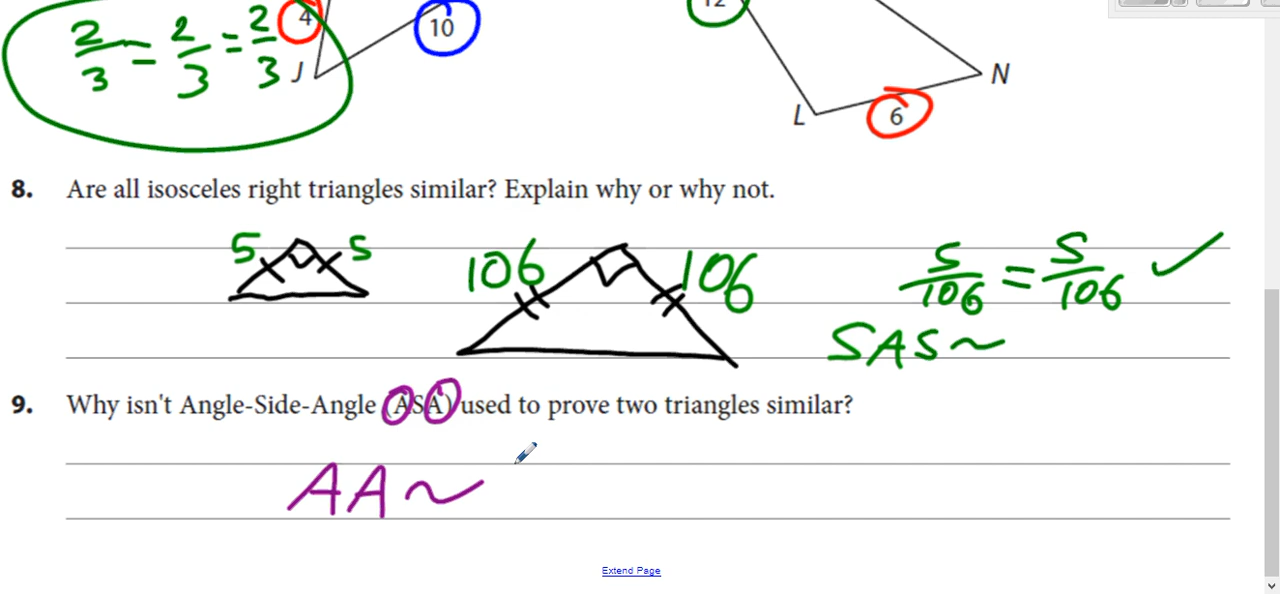 2/3 = 2/3 = 2/3
4
J
10
12
L
6
N
8. Are all isosceles right triangles similar? Explain why or why not.
5 5
106 106
5/106 = 5/106 ✓
SAS~
9. Why isn't Angle-Side-Angle (ASA) used to prove two triangles similar?
AA~
Extend Page